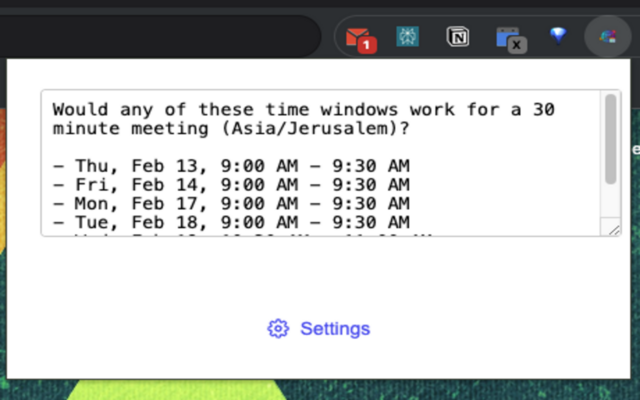 1
N
x
Would any of these time windows work for a 30
minute meeting (Asia/Jerusalem)?
– Thu, Feb 13, 9:00 AM – 9:30 AM
– Fri, Feb 14, 9:00 AM – 9:30 AM
– Mon, Feb 17, 9:00 AM – 9:30 AM
– Tue, Feb 18, 9:00 AM – 9:30 AM
Settings